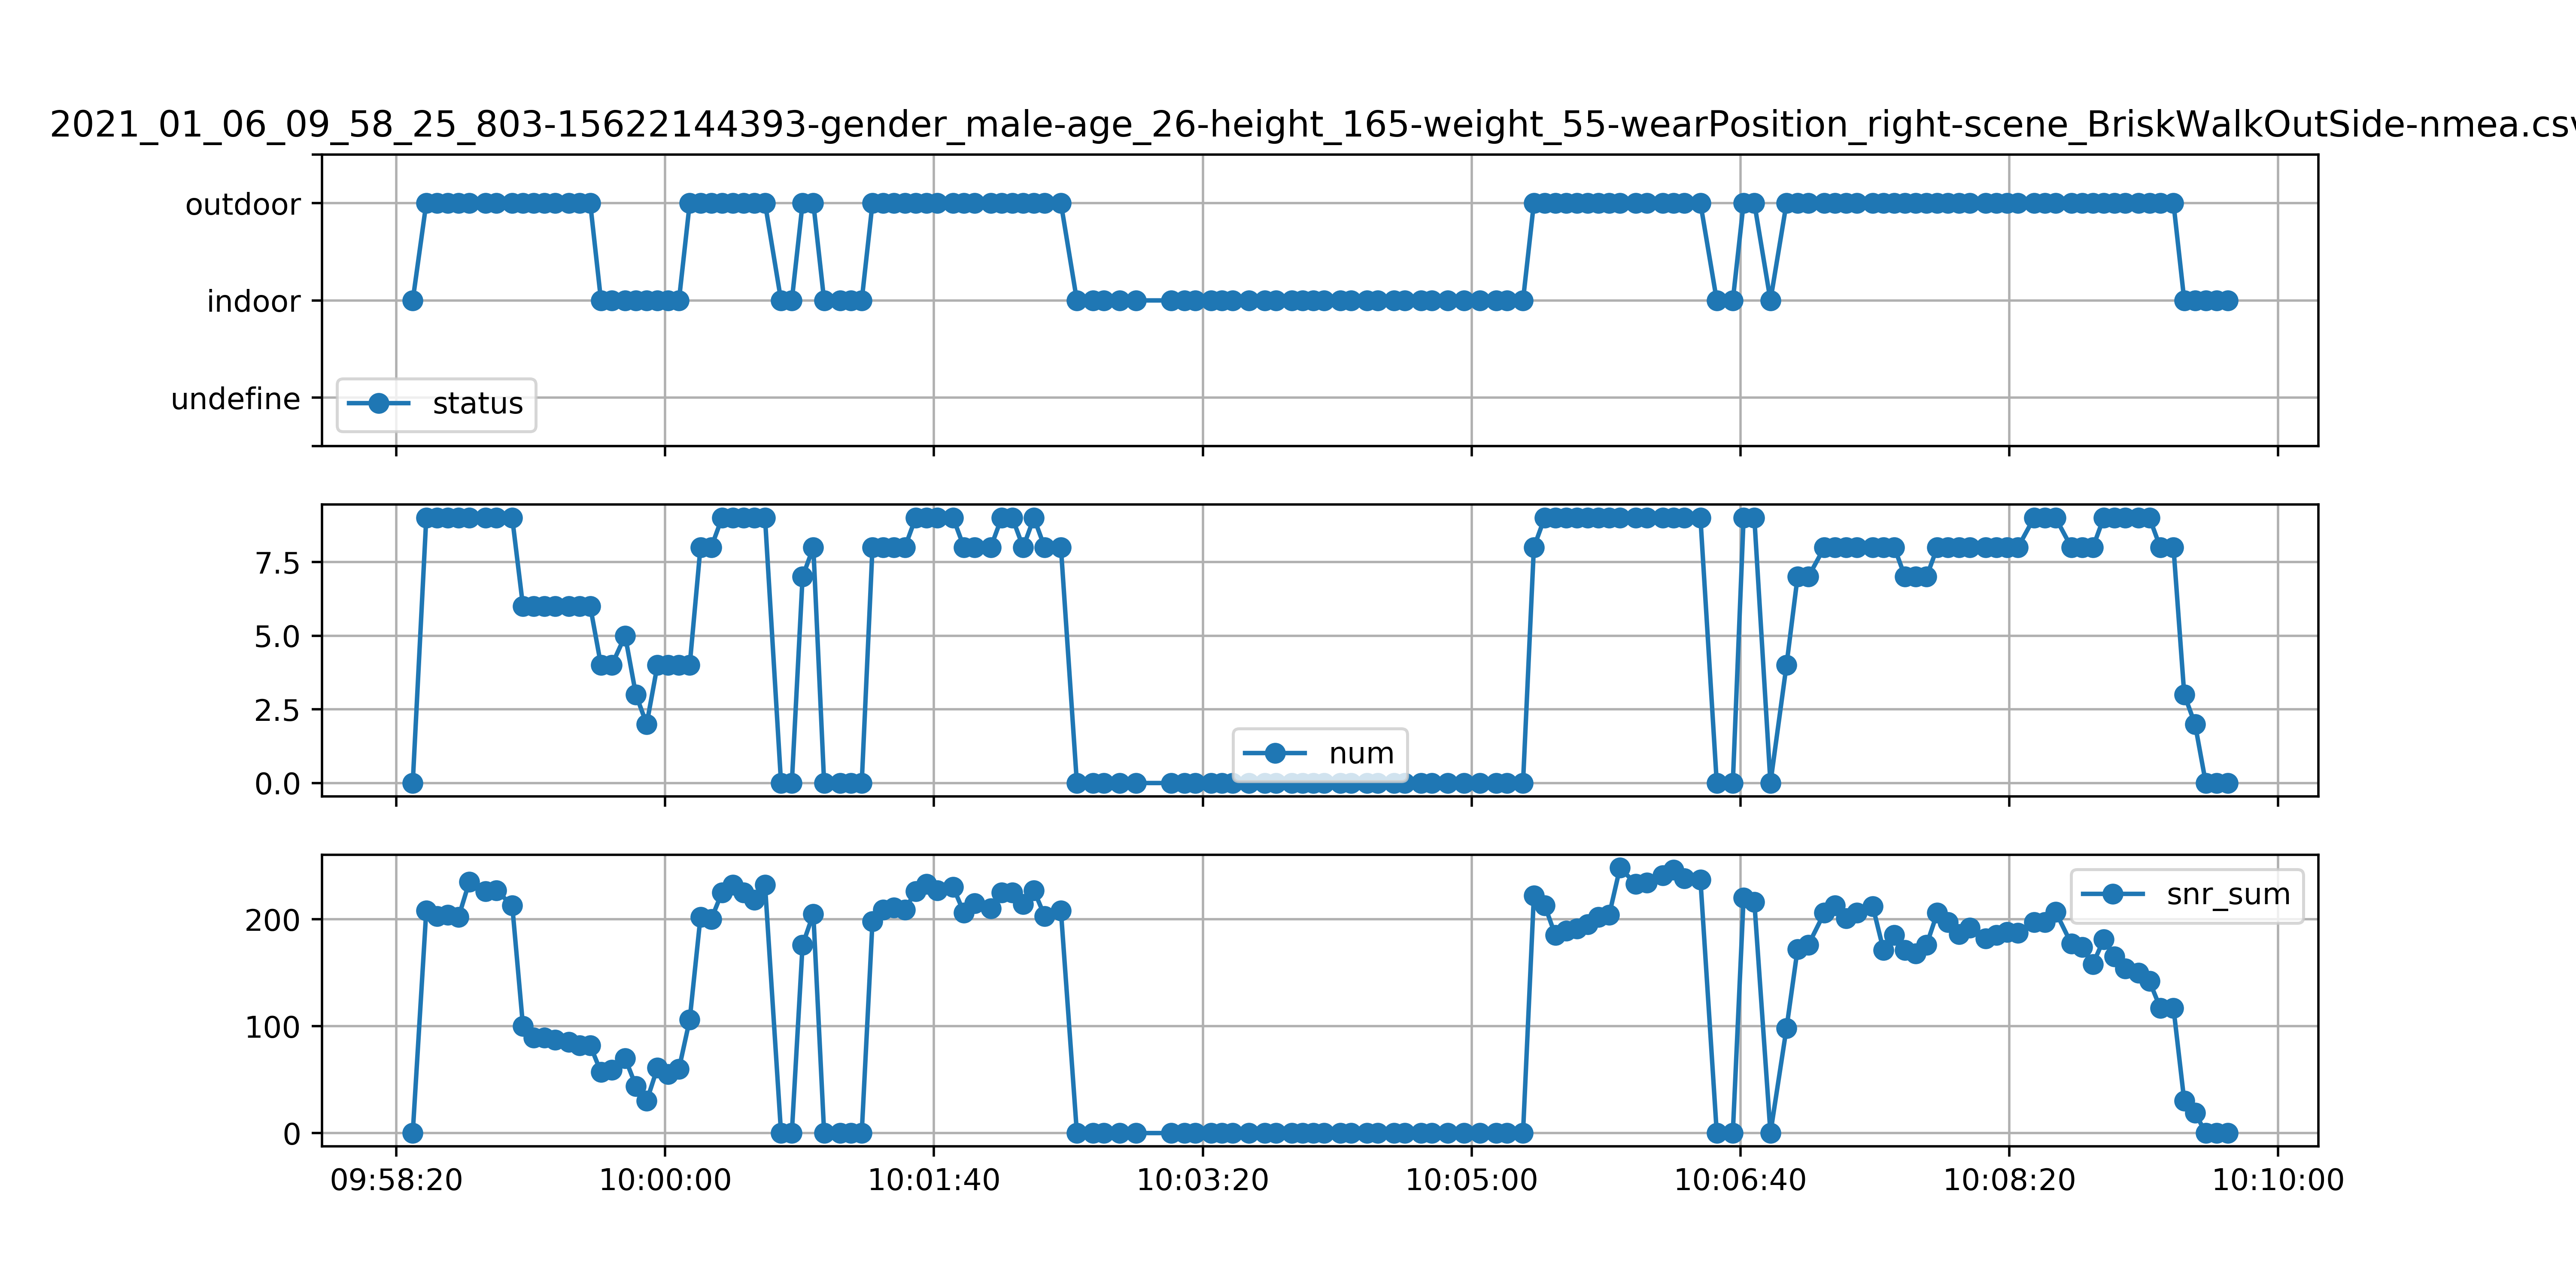 2021_01_06_09_58_25_803-15622144393-gender_male-age_26-height_165-weight_55-wearPosition_right-scene_BriskWalkOutSide-nmea.csv
outdoor
indoor
undefine
status
7.5
5.0
2.5
0.0
num
200
100
0
snr_sum
09:58:20 10:00:00 10:01:40 10:03:20 10:05:00 10:06:40 10:08:20 10:10:00